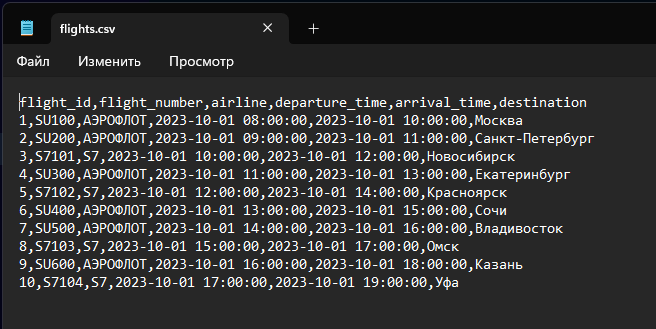 flights.csv
Файл Изменить Просмотр
flight_id,flight_number,airline,departure_time,arrival_time,destination
1,SU100,АЭРОФЛОТ,2023-10-01 08:00:00,2023-10-01 10:00:00,Москва
2,SU200,АЭРОФЛОТ,2023-10-01 09:00:00,2023-10-01 11:00:00,Санкт-Петербург
3,S7101,S7,2023-10-01 10:00:00,2023-10-01 12:00:00,Новосибирск
4,SU300,АЭРОФЛОТ,2023-10-01 11:00:00,2023-10-01 13:00:00,Екатеринбург
5,S7102,S7,2023-10-01 12:00:00,2023-10-01 14:00:00,Красноярск
6,SU400,АЭРОФЛОТ,2023-10-01 13:00:00,2023-10-01 15:00:00,Сочи
7,SU500,АЭРОФЛОТ,2023-10-01 14:00:00,2023-10-01 16:00:00,Владивосток
8,S7103,S7,2023-10-01 15:00:00,2023-10-01 17:00:00,Омск
9,SU600,АЭРОФЛОТ,2023-10-01 16:00:00,2023-10-01 18:00:00,Казань
10,S7104,S7,2023-10-01 17:00:00,2023-10-01 19:00:00,Уфа